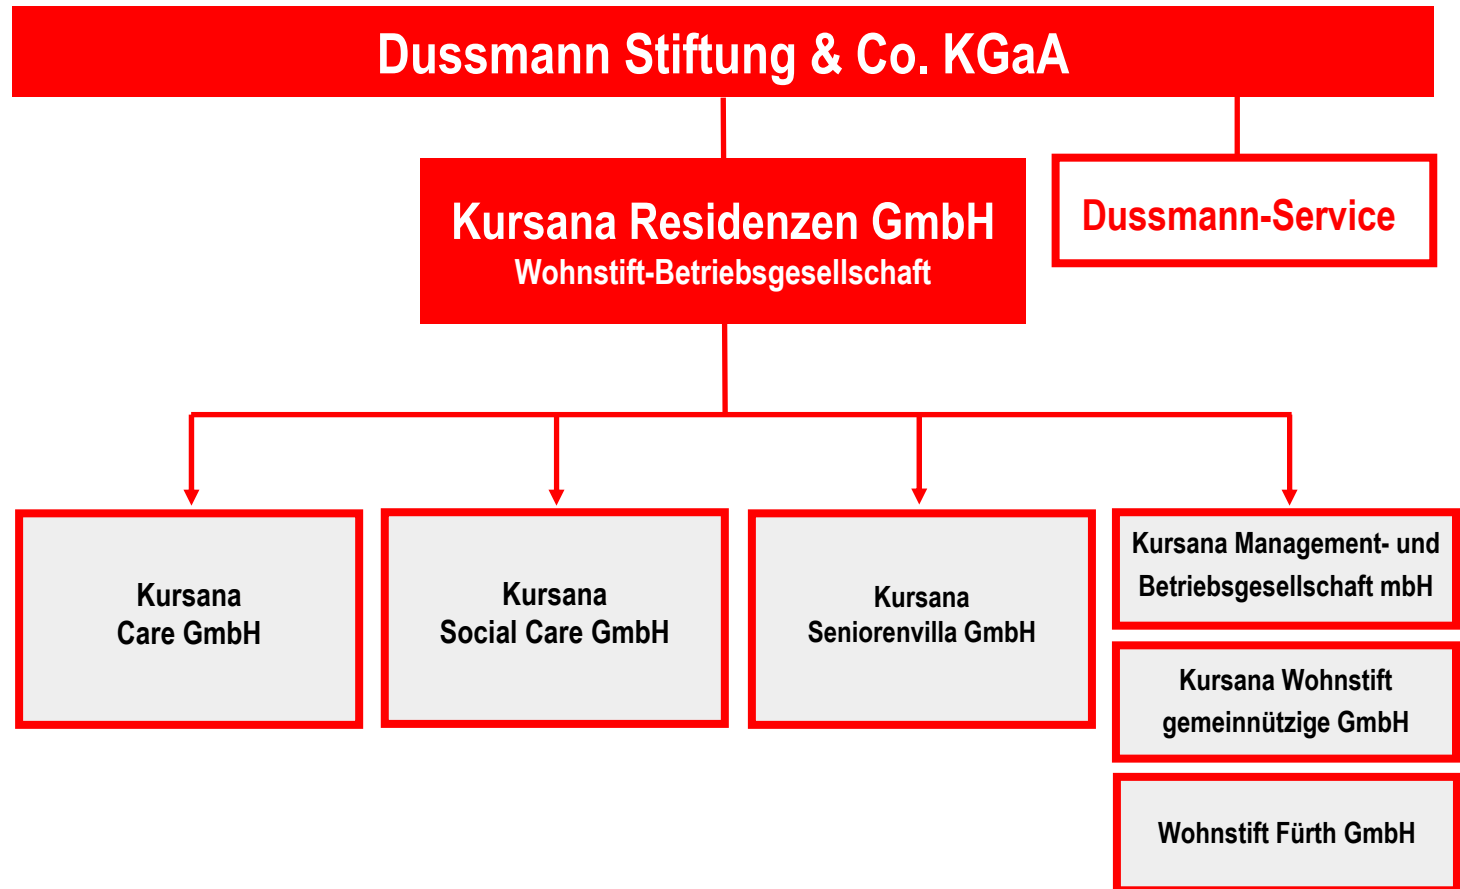 Dussmann Stiftung & Co. KGaA
Kursana Residenzen GmbH
Wohnstift-Betriebsgesellschaft
Dussmann-Service
Kursana
Care GmbH
Kursana
Social Care GmbH
Kursana
Seniorenvilla GmbH
Kursana Management- und
Betriebsgesellschaft mbH
Kursana Wohnstift
gemeinnützige GmbH
Wohnstift Fürth GmbH